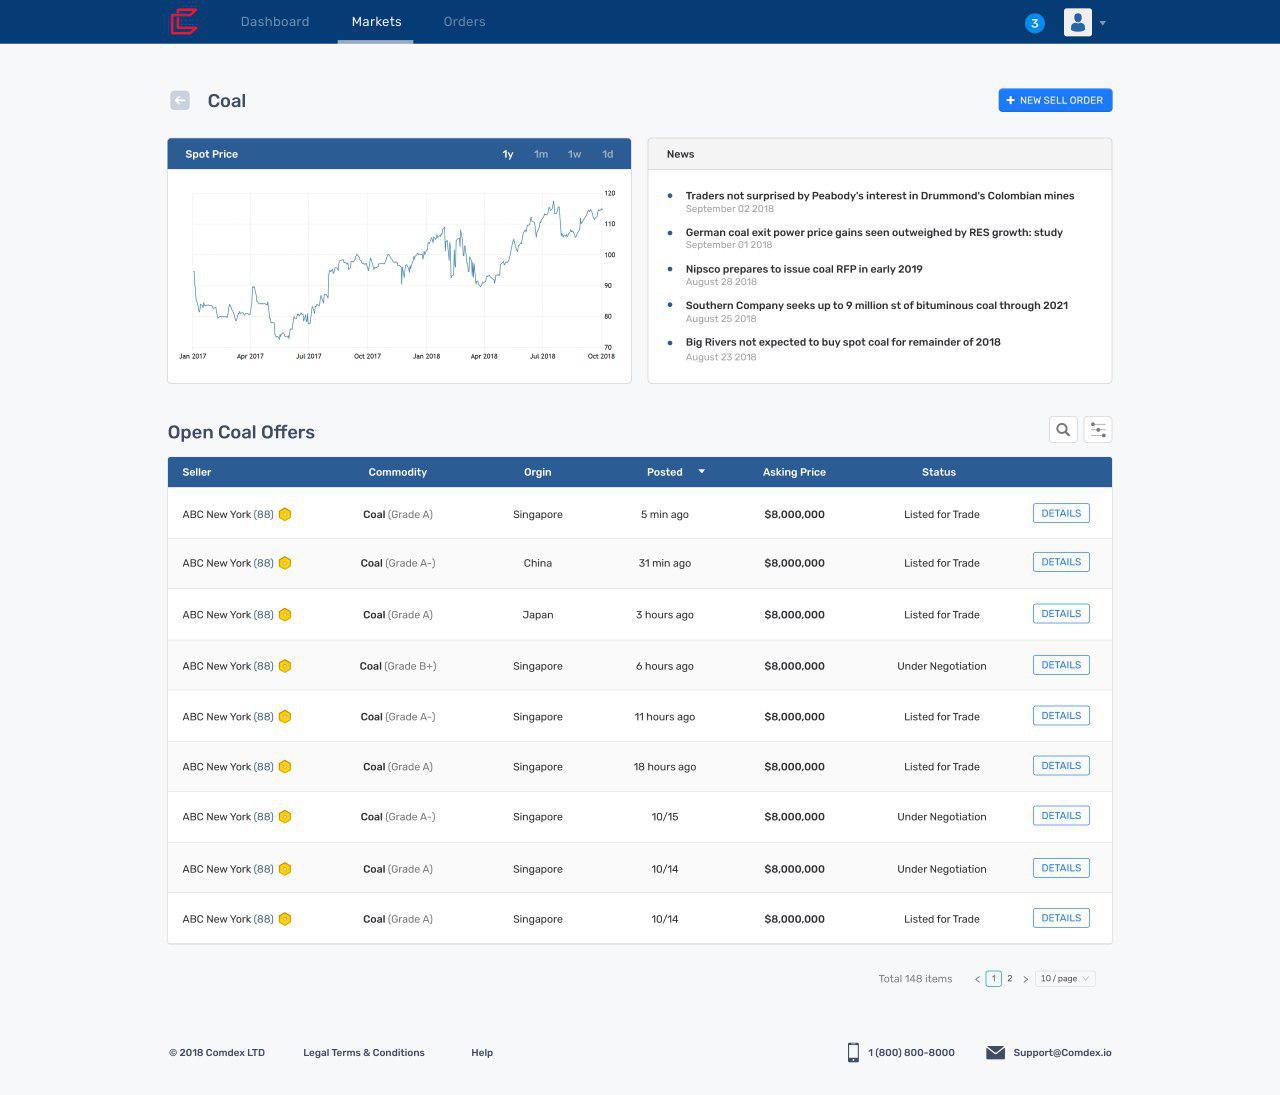 Dashboard Markets Orders 3
Coal
+ NEW SELL ORDER
Spot Price 1y 1m 1w 1d
120
110
100
90
80
70
Jan 2017 Apr 2017 Jul 2017 Oct 2017 Jan 2018 Apr 2018 Jul 2018 Oct 2018
News
Traders not surprised by Peabody's interest in Drummond's Colombian mines
September 02 2018
German coal exit power price gains seen outweighed by RES growth: study
September 01 2018
Nipsco prepares to issue coal RFP in early 2019
August 28 2018
Southern Company seeks up to 9 million st of bituminous coal through 2021
August 25 2018
Big Rivers not expected to buy spot coal for remainder of 2018
August 23 2018
Open Coal Offers
Seller Commodity Orgin Posted Asking Price Status
ABC New York (88) Coal (Grade A) Singapore 5 min ago $8,000,000 Listed for Trade DETAILS
ABC New York (88) Coal (Grade A-) China 31 min ago $8,000,000 Listed for Trade DETAILS
ABC New York (88) Coal (Grade A) Japan 3 hours ago $8,000,000 Listed for Trade DETAILS
ABC New York (88) Coal (Grade B+) Singapore 6 hours ago $8,000,000 Under Negotiation DETAILS
ABC New York (88) Coal (Grade A-) Singapore 11 hours ago $8,000,000 Listed for Trade DETAILS
ABC New York (88) Coal (Grade A) Singapore 18 hours ago $8,000,000 Listed for Trade DETAILS
ABC New York (88) Coal (Grade A-) Singapore 10/15 $8,000,000 Under Negotiation DETAILS
ABC New York (88) Coal (Grade A) Singapore 10/14 $8,000,000 Under Negotiation DETAILS
ABC New York (88) Coal (Grade A) Singapore 10/14 $8,000,000 Listed for Trade DETAILS
Total 148 items < 1 2 > 10 / page
© 2018 Comdex LTD Legal Terms & Conditions Help 1 (800) 800-8000 Support@Comdex.io